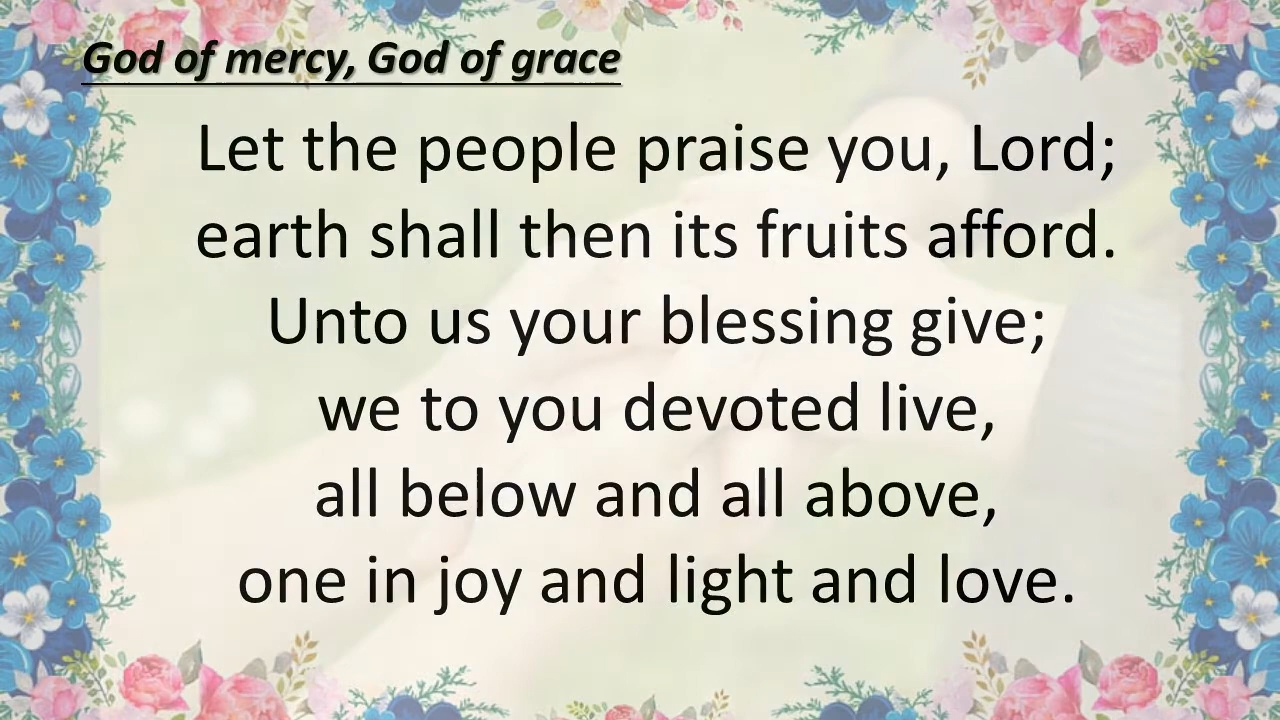 God of mercy, God of grace
Let the people praise you, Lord;
earth shall then its fruits afford.
Unto us your blessing give;
we to you devoted live,
all below and all above,
one in joy and light and love.